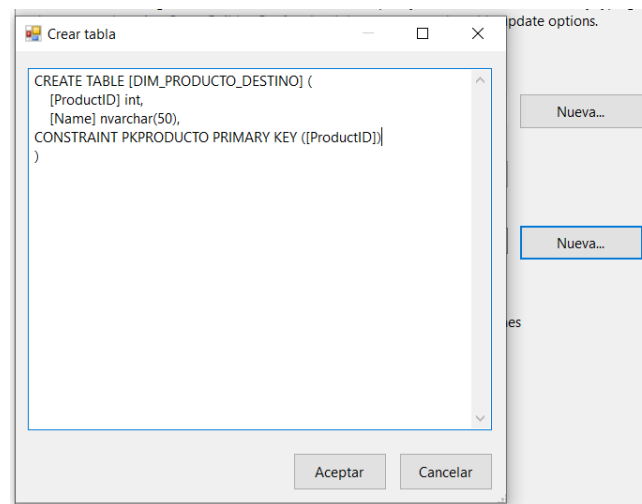 update options.
Crear tabla
CREATE TABLE [DIM_PRODUCTO_DESTINO] (
[ProductID] int,
[Name] nvarchar(50),
CONSTRAINT PKPRODUCTO PRIMARY KEY ([ProductID])
)
Nueva...
Nueva...
Aceptar
Cancelar